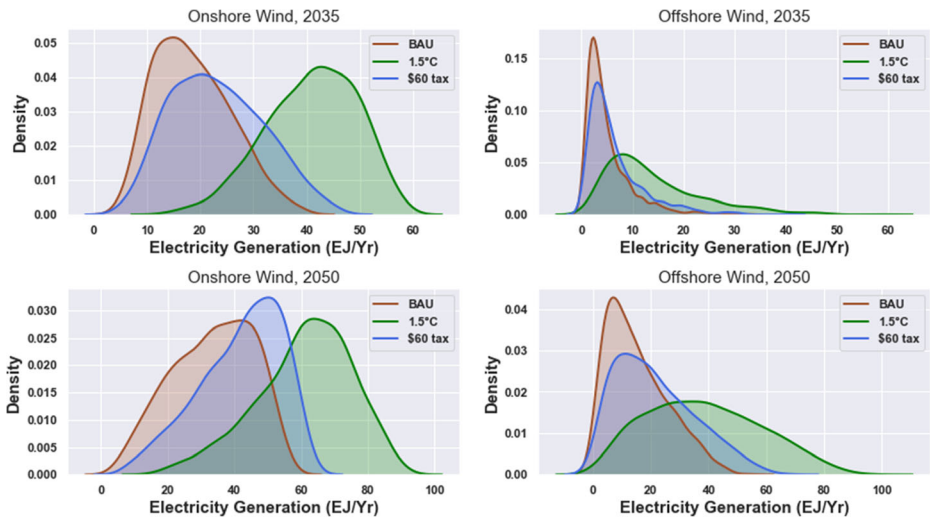 Onshore Wind, 2035
0.05
0.04
0.03
0.02
0.01
0.00
Density
BAU
1.5°C
$60 tax
0 10 20 30 40 50 60
Electricity Generation (EJ/Yr)
Offshore Wind, 2035
0.15
0.10
0.05
0.00
Density
BAU
1.5°C
$60 tax
0 10 20 30 40 50 60
Electricity Generation (EJ/Yr)
Onshore Wind, 2050
0.030
0.025
0.020
0.015
0.010
0.005
0.000
Density
BAU
1.5°C
$60 tax
0 20 40 60 80 100
Electricity Generation (EJ/Yr)
Offshore Wind, 2050
0.04
0.03
0.02
0.01
0.00
Density
BAU
1.5°C
$60 tax
0 20 40 60 80 100
Electricity Generation (EJ/Yr)